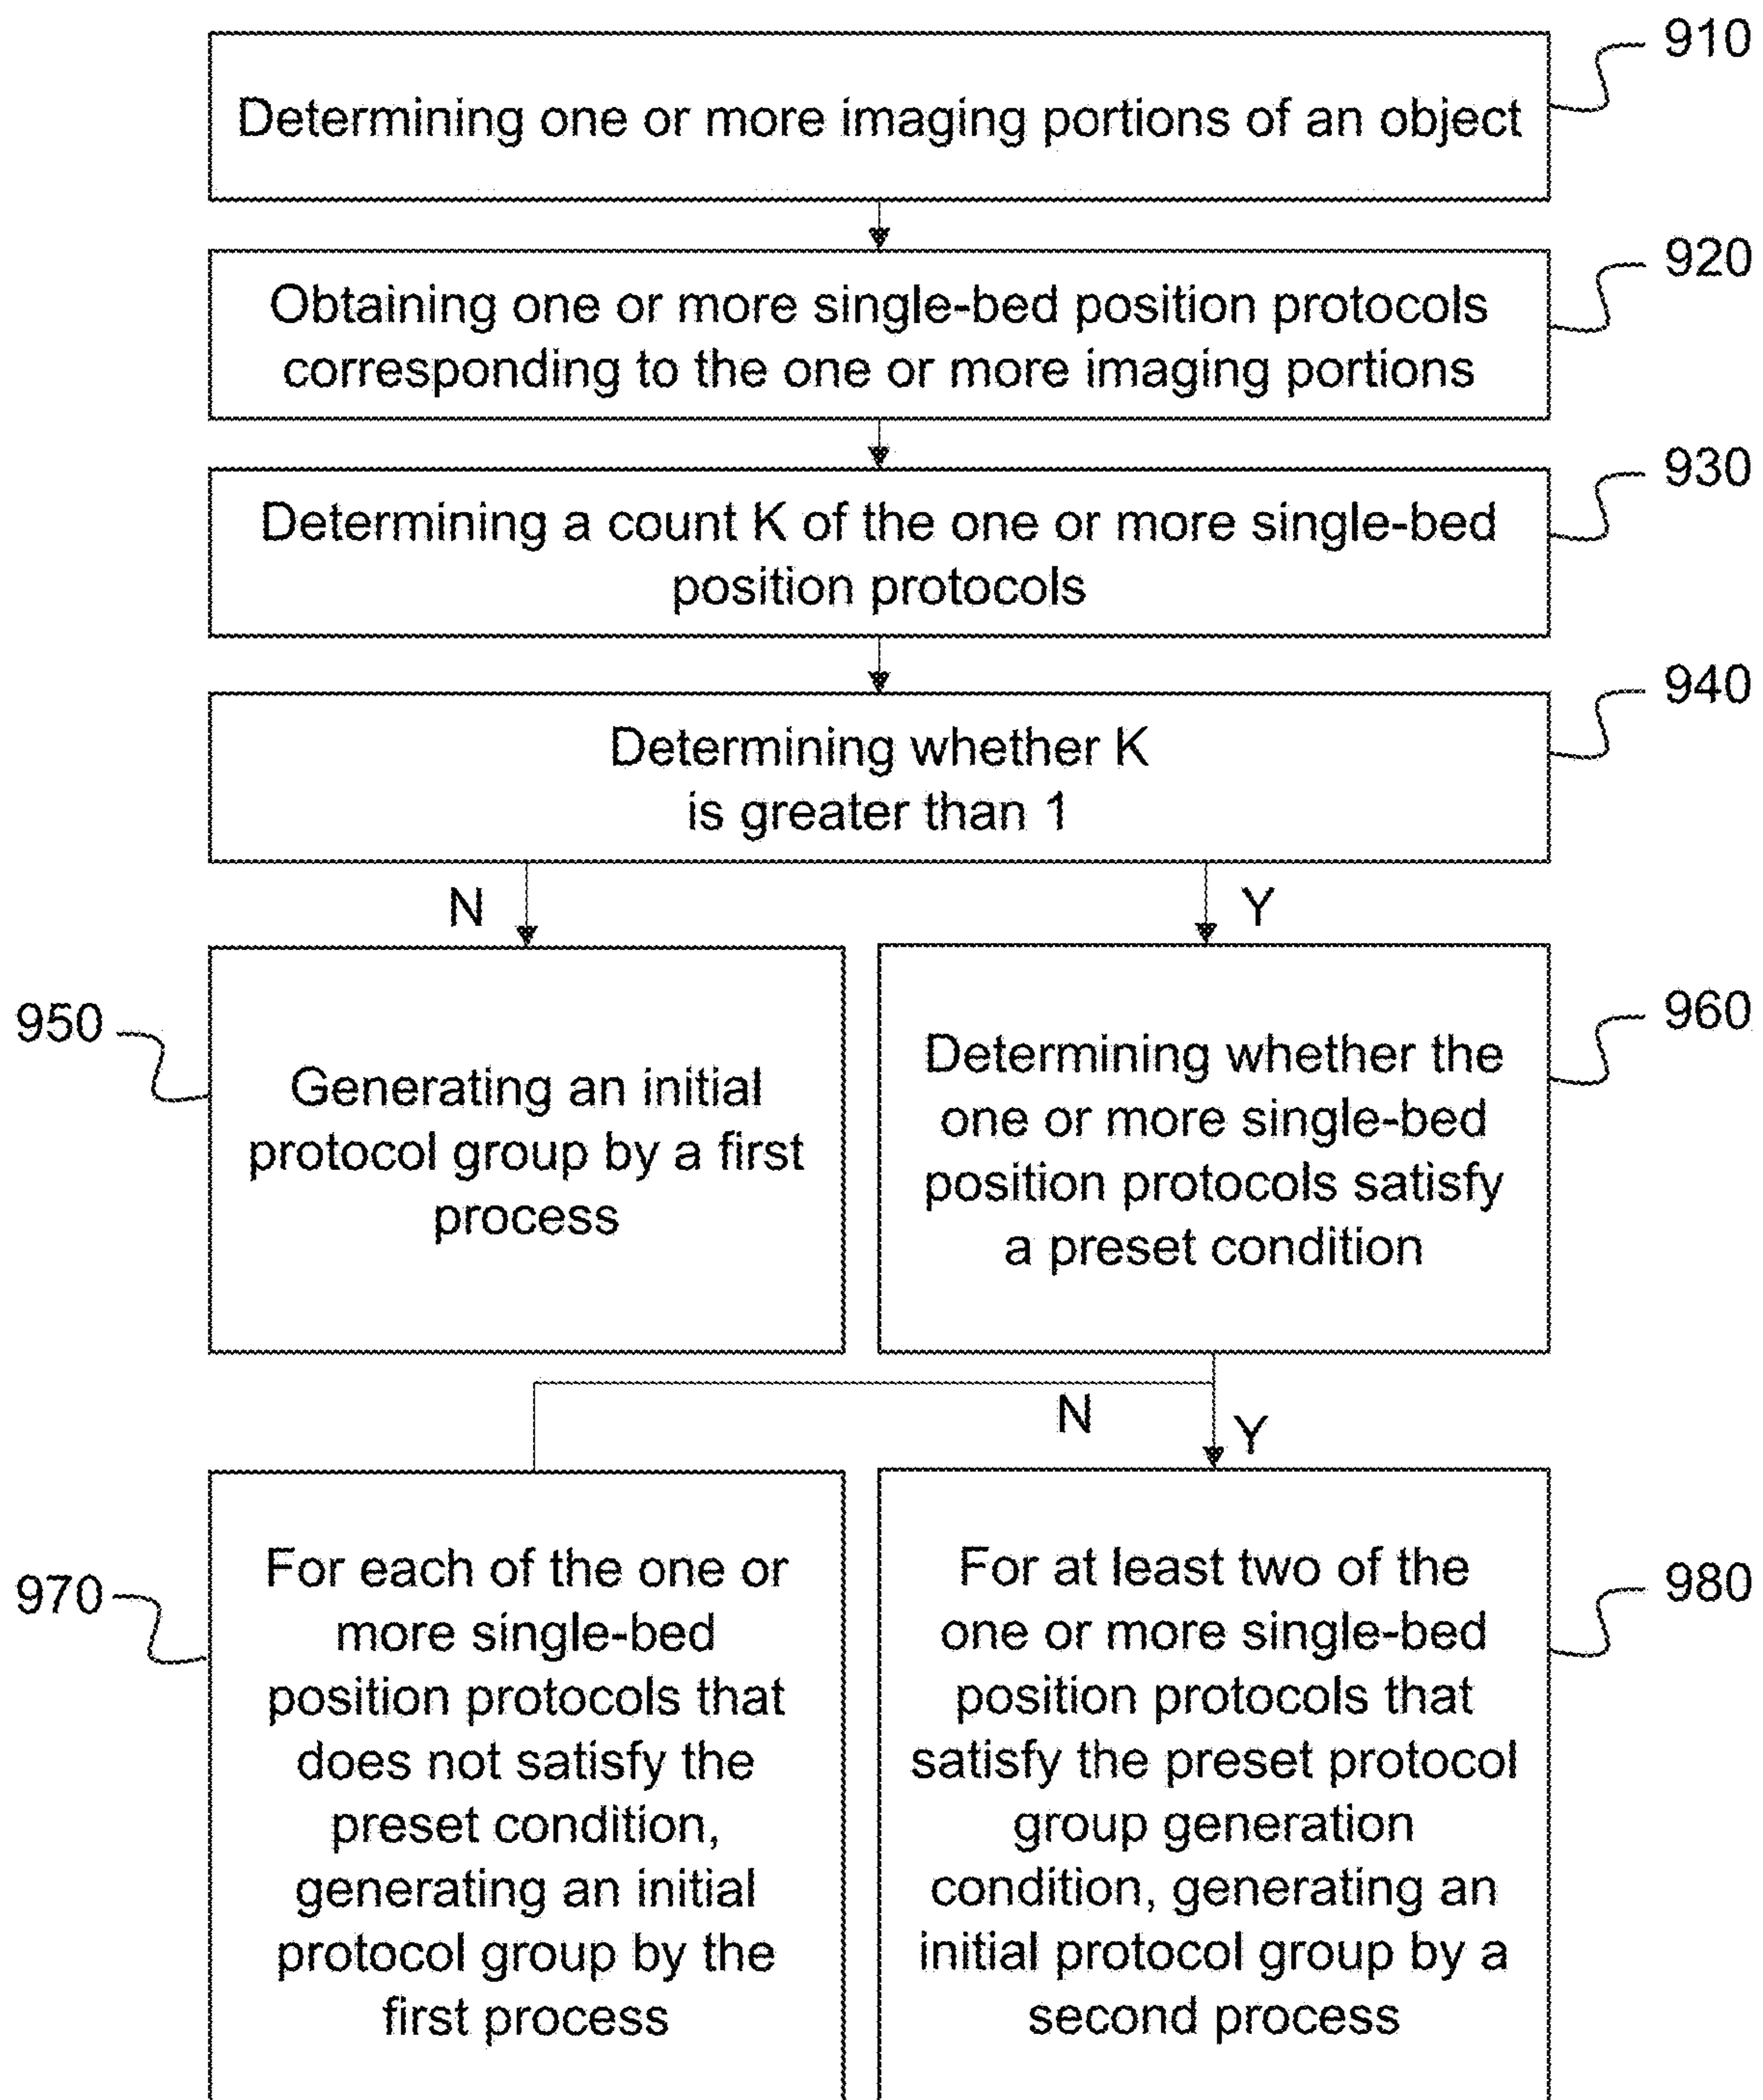 910
Determining one or more imaging portions of an object
920
Obtaining one or more single-bed position protocols
corresponding to the one or more imaging portions
930
Determining a count K of the one or more single-bed
position protocols
940
Determining whether K
is greater than 1
N
Y
950
Generating an initial
protocol group by a first
process
960
Determining whether the
one or more single-bed
position protocols satisfy
a preset condition
N
Y
970
For each of the one or
more single-bed
position protocols that
does not satisfy the
preset condition,
generating an initial
protocol group by the
first process
980
For at least two of the
one or more single-bed
position protocols that
satisfy the preset protocol
group generation
condition, generating an
initial protocol group by a
second process